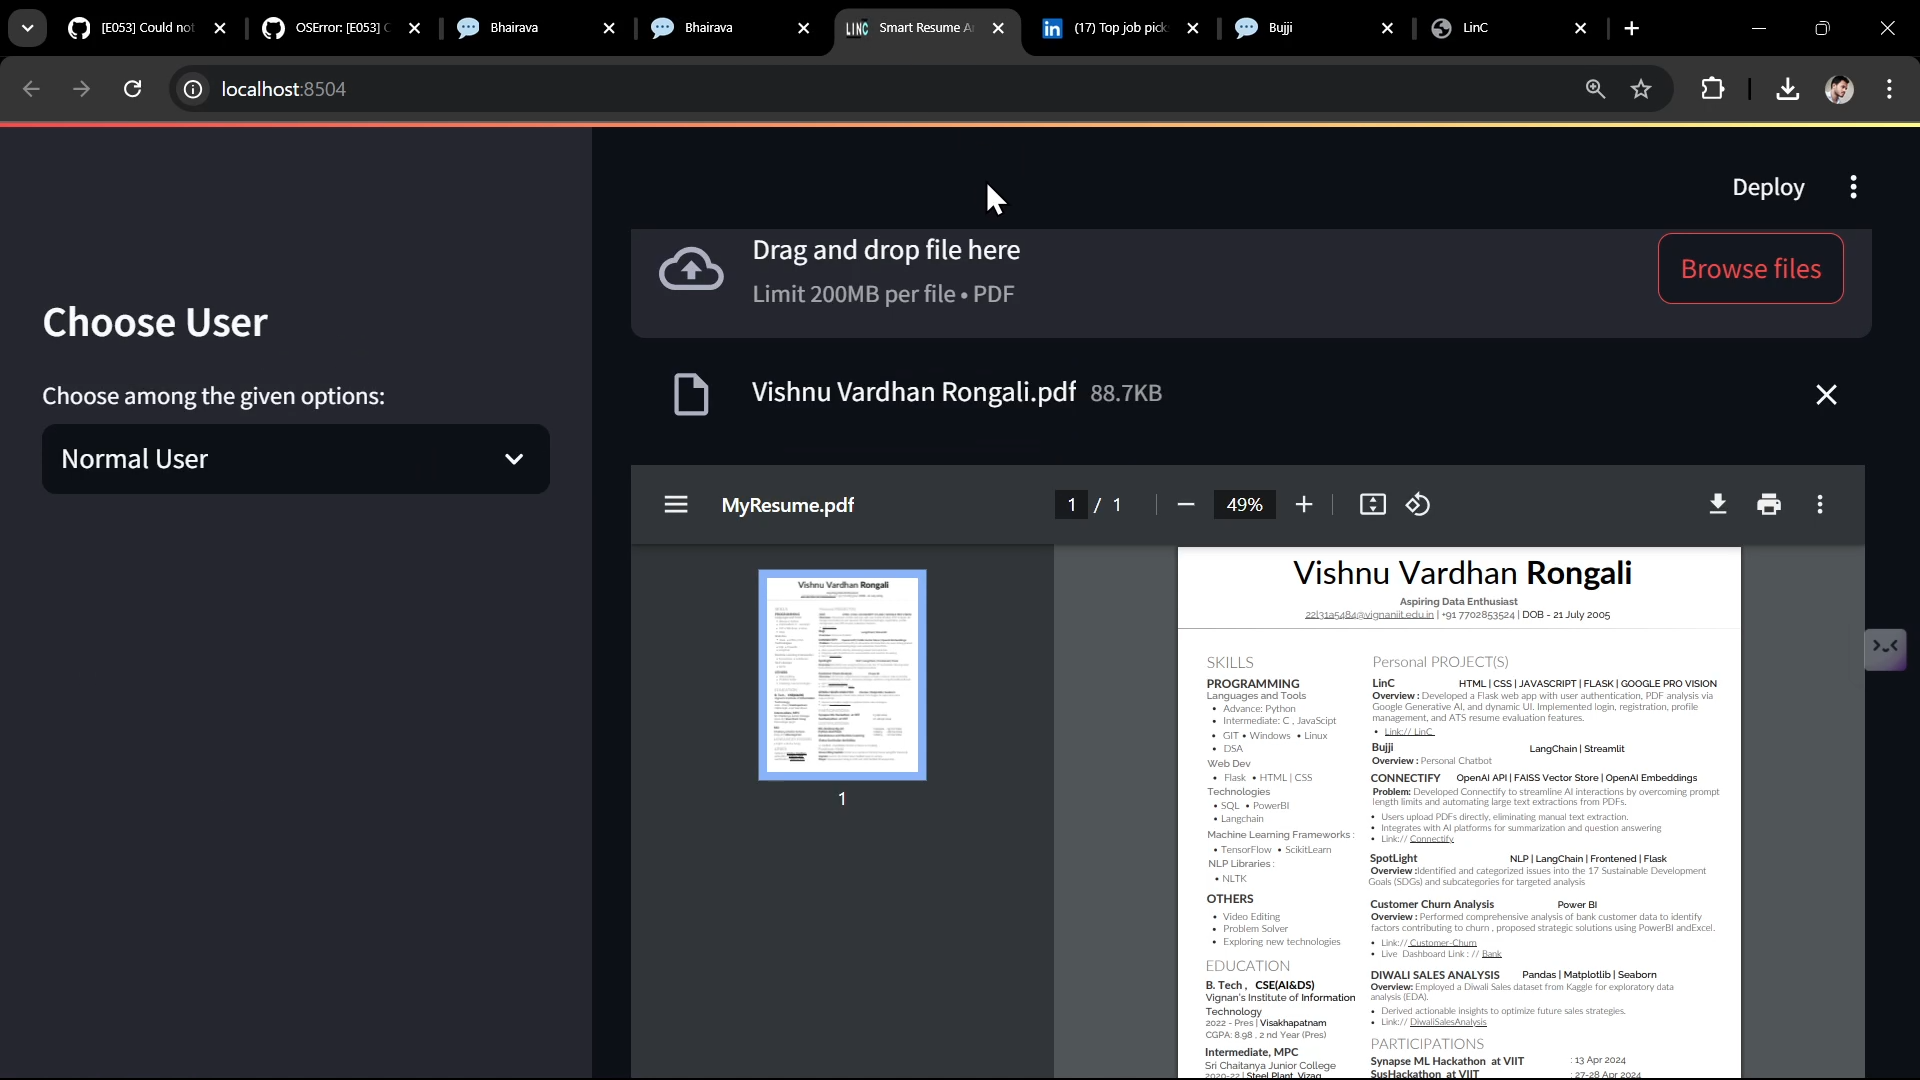 [E053] Could not
OSError: [E053] C
Bhairava
Bhairava
LINC Smart Resume A
in (17) Top job pick
Bujji
LinC
localhost:8504
Deploy
Choose User
Choose among the given options:
Normal User
Drag and drop file here
Limit 200MB per file • PDF
Browse files
Vishnu Vardhan Rongali.pdf 88.7KB
MyResume.pdf
1 / 1
49%
1
Vishnu Vardhan Rongali
Aspiring Data Enthusiast
22l31a5484@vignaniit.edu.in | +91 7702853524 | DOB - 21 July 2005
SKILLS
PROGRAMMING
Languages and Tools
• Advance: Python
• Intermediate: C , JavaScipt
• GIT • Windows • Linux
• DSA
Web Dev
• Flask • HTML | CSS
Technologies
• SQL • PowerBI
• Langchain
Machine Learning Frameworks :
• TensorFlow • ScikitLearn
NLP Libraries :
• NLTK
OTHERS
• Video Editing
• Problem Solver
• Exploring new technologies
EDUCATION
B. Tech , CSE(AI&DS)
Vignan's Institute of Information
Technology
2022 - Pres | Visakhapatnam
CGPA: 8.98 , 2 nd Year (Pres)
Intermediate, MPC
Sri Chaitanya Junior College
2020-22 | Steel Plant, Vizag
Personal PROJECT(S)
LinC HTML | CSS | JAVASCRIPT | FLASK | GOOGLE PRO VISION
Overview : Developed a Flask web app with user authentication, PDF analysis via
Google Generative AI, and dynamic UI. Implemented login, registration, profile
management, and ATS resume evaluation features.
• Link:// LinC
Bujji LangChain | Streamlit
Overview : Personal Chatbot
CONNECTIFY OpenAI API | FAISS Vector Store | OpenAI Embeddings
Problem: Developed Connectify to streamline AI interactions by overcoming prompt
length limits and automating large text extractions from PDFs.
• Users upload PDFs directly, eliminating manual text extraction.
• Integrates with AI platforms for summarization and question answering
• Link:// Connectify
SpotLight NLP | LangChain | Frontened | Flask
Overview :Identified and categorized issues into the 17 Sustainable Development
Goals (SDGs) and subcategories for targeted analysis
Customer Churn Analysis Power BI
Overview : Performed comprehensive analysis of bank customer data to identify
factors contributing to churn , proposed strategic solutions using PowerBI andExcel.
• Link:// Customer-Churn
• Live Dashboard Link : // Bank
DIWALI SALES ANALYSIS Pandas | Matplotlib | Seaborn
Overview: Employed a Diwali Sales dataset from Kaggle for exploratory data
analysis (EDA).
• Derived actionable insights to optimize future sales strategies.
• Link:// DiwaliSalesAnalysis
PARTICIPATIONS
Synapse ML Hackathon at VIIT : 13 Apr 2024
SusHackathon at VIIT : 27-28 Apr 2024